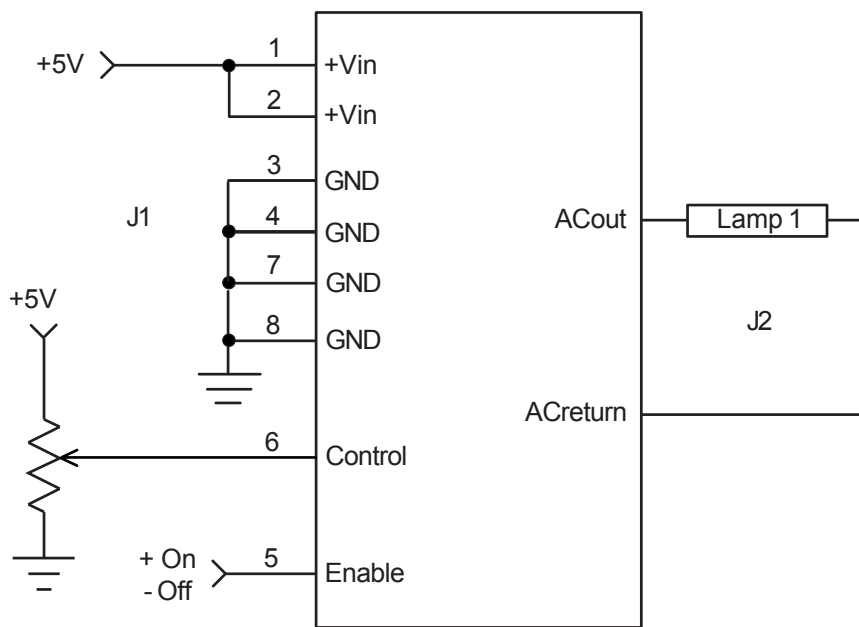 +5V
1
+Vin
2
+Vin
3
GND
J1
4
GND
7
GND
8
GND
+5V
6
Control
+ On
- Off
5
Enable
ACout
Lamp 1
J2
ACreturn